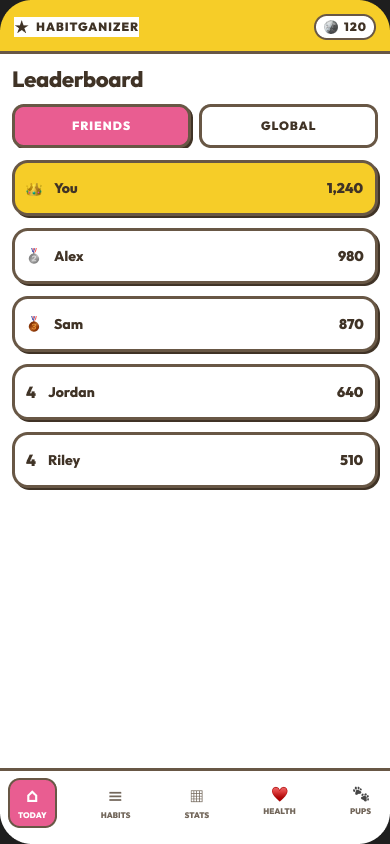 ★ HABITGANIZER
120
Leaderboard
FRIENDS
GLOBAL
You 1,240
Alex 980
Sam 870
4 Jordan 640
4 Riley 510
TODAY
HABITS
STATS
HEALTH
PUPS